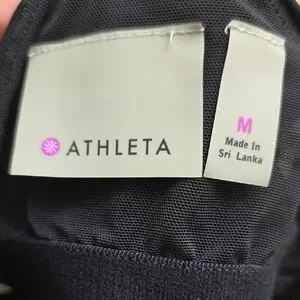 ATHLETA
M
Made In
Sri Lanka